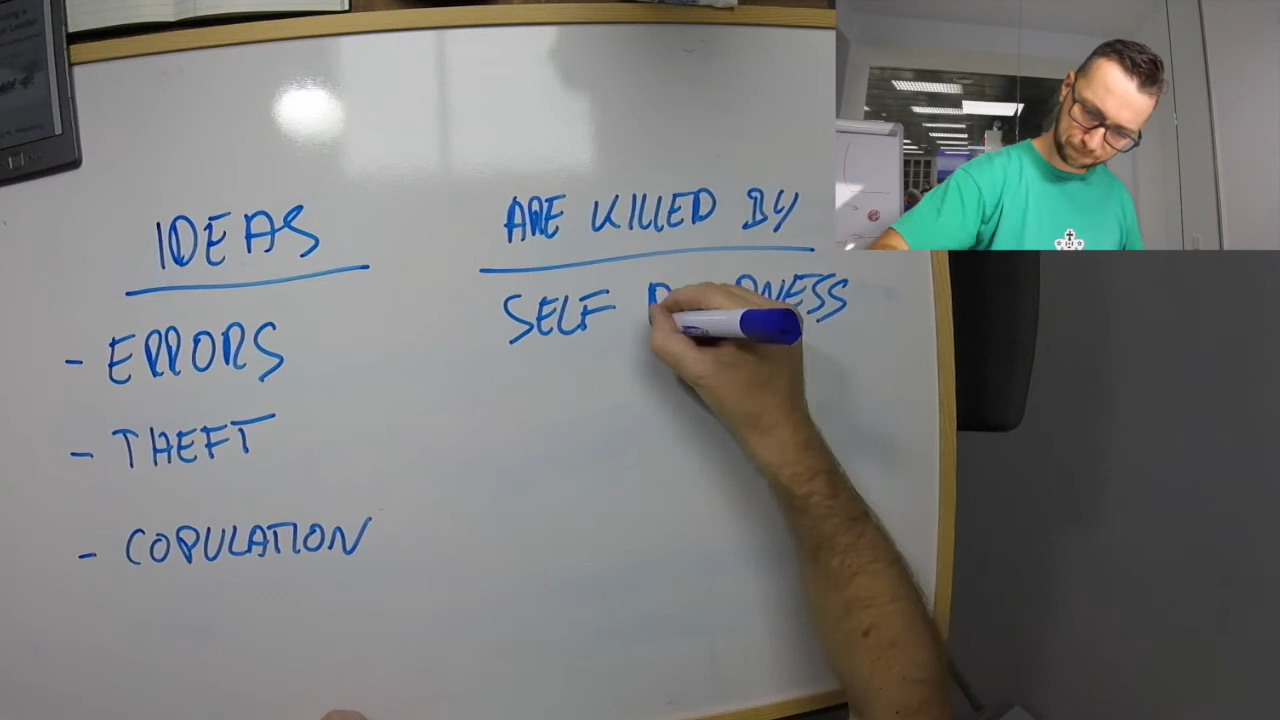 IDEAS
ARE KILLED BY
- ERRORS
- THEFT
- COPULATION
SELF